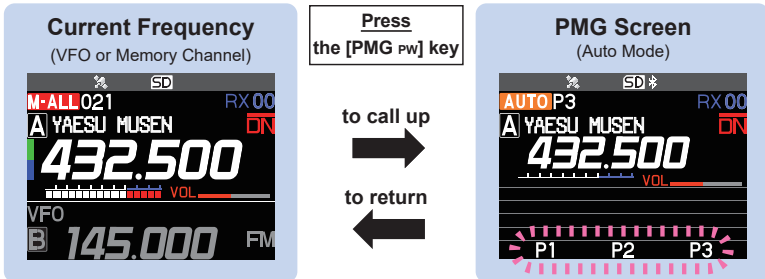 Current Frequency
(VFO or Memory Channel)
SD
M-ALL 021 RX 00
A YAESU MUSEN DN
432.500
VOL
VFO
B 145.000 FM
Press
the [PMG PW] key
to call up
to return
PMG Screen
(Auto Mode)
SD
AUTO P3 RX 00
A YAESU MUSEN DN
432.500
VOL
P1 P2 P3